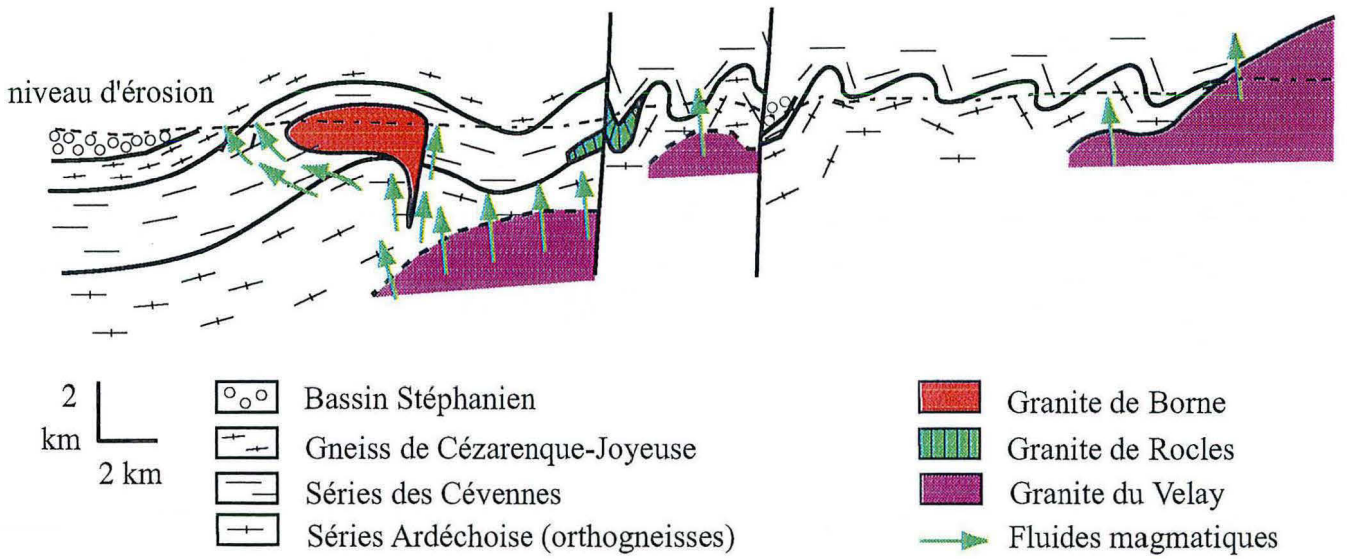 niveau d'érosion
2
km
2 km
Bassin Stéphanien
Gneiss de Cézarenque-Joyeuse
Séries des Cévennes
Séries Ardéchoise (orthogneisses)
Granite de Borne
Granite de Rocles
Granite du Velay
Fluides magmatiques